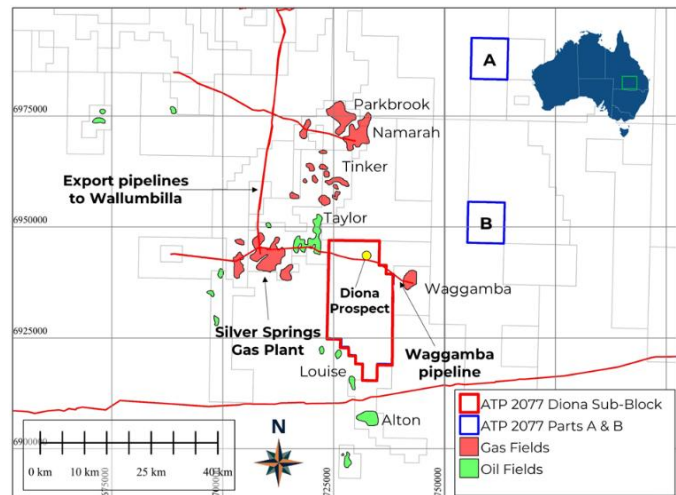 A
B
6975000
6950000
6925000
6900000
Parkbrook
Namarah
Tinker
Export pipelines
to Wallumbilla
Taylor
Diona
Prospect
Waggamba
Silver Springs
Gas Plant
Waggamba
pipeline
Louise
Alton
N
0 km
10 km
25 km
40 km
725000
750000
ATP 2077 Diona Sub-Block
ATP 2077 Parts A & B
Gas Fields
Oil Fields